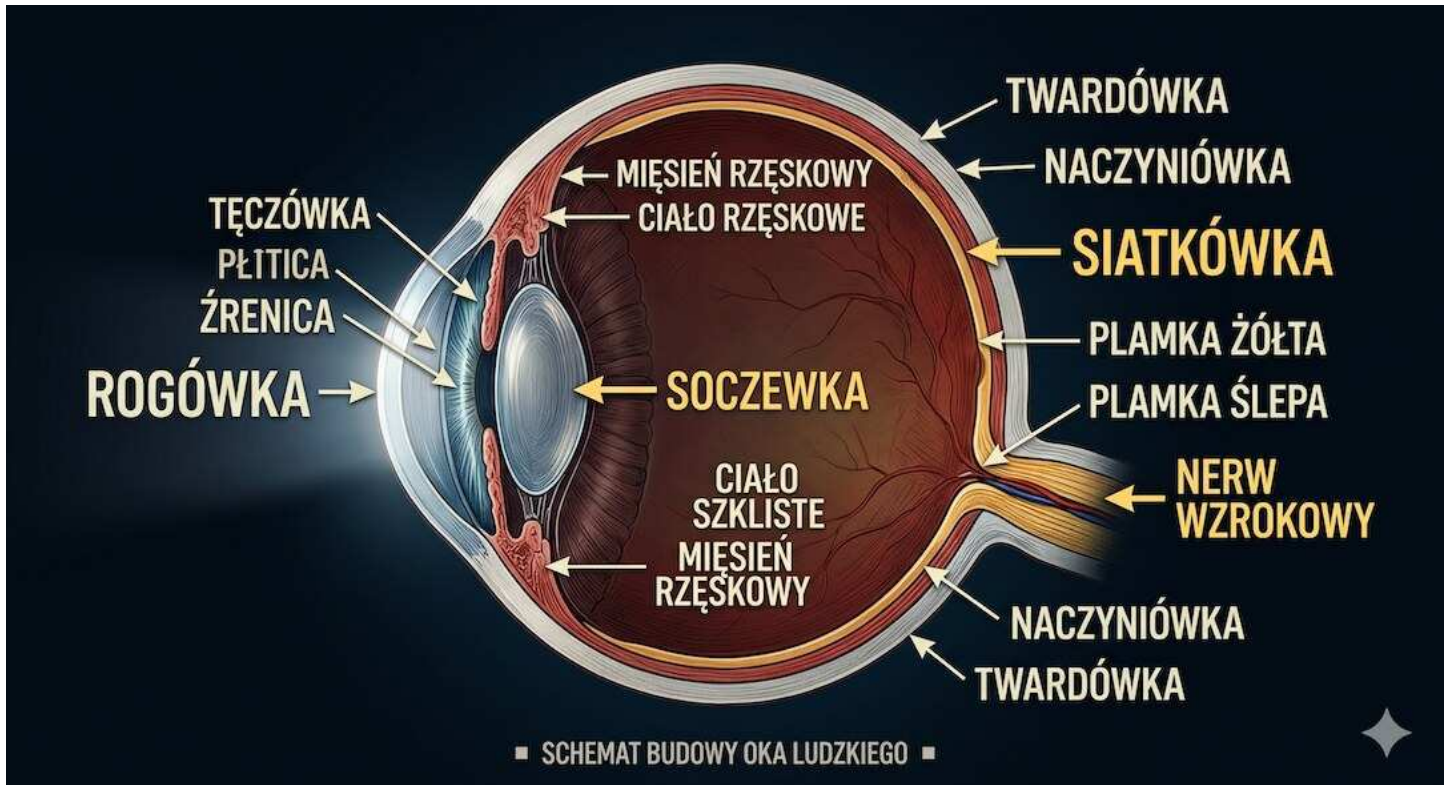 TWARDÓWKA
NACZYNIÓWKA
MIĘSIEŃ RZĘSKOWY
CIAŁO RZĘSKOWE
TĘCZÓWKA
SIATKÓWKA
ŹRENICA
PLAMKA ŻÓŁTA
ROGÓWKA
SOCZEWKA
PLAMKA ŚLEPA
CIAŁO
SZKLISTE
NERW
WZROKOWY
MIĘSIEŃ
RZĘSKOWY
NACZYNIÓWKA
TWARDÓWKA
SCHEMAT BUDOWY OKA LUDZKIEGO